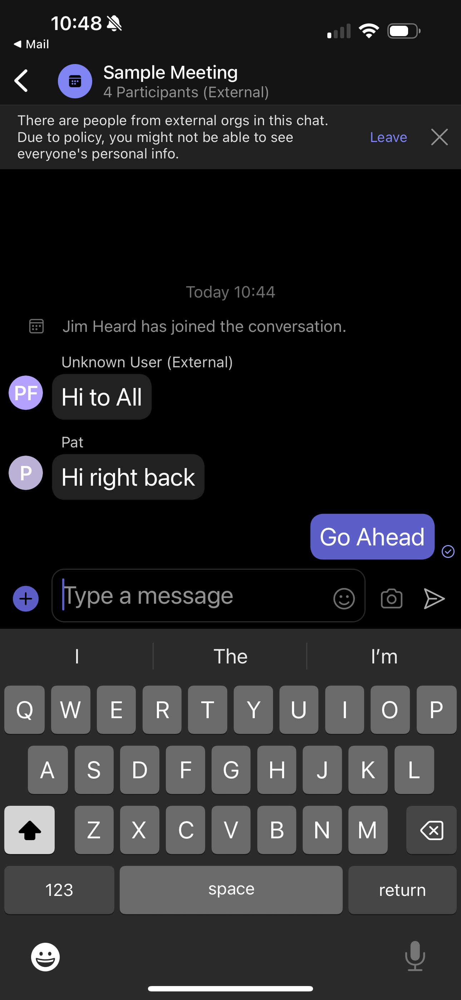 10:48
Mail
Sample Meeting
4 Participants (External)
There are people from external orgs in this chat.
Due to policy, you might not be able to see
everyone's personal info.
Leave
Today 10:44
Jim Heard has joined the conversation.
Unknown User (External)
PF
Hi to All
Pat
P
Hi right back
Go Ahead
Type a message
I The I’m
Q W E R T Y U I O P
A S D F G H J K L
Z X C V B N M
123 space return